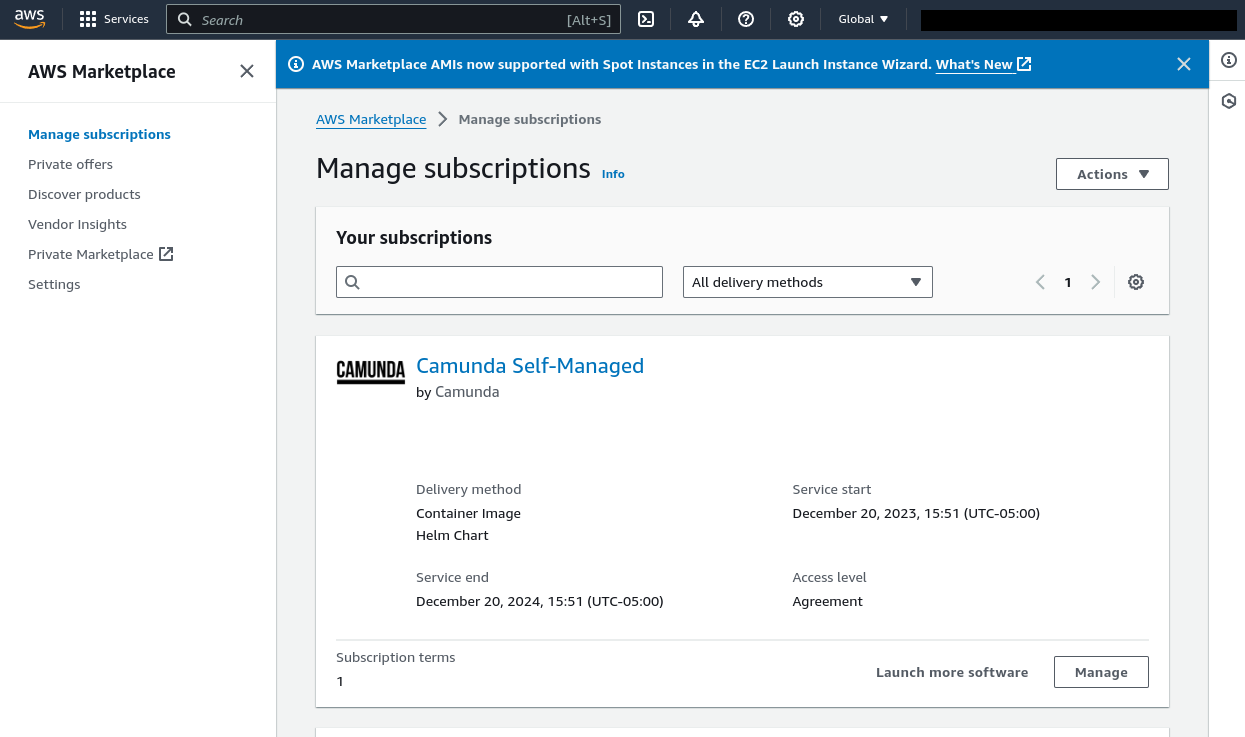 aws
Services
Search [Alt+S]
Global
AWS Marketplace
Manage subscriptions
Private offers
Discover products
Vendor Insights
Private Marketplace
Settings
AWS Marketplace AMIs now supported with Spot Instances in the EC2 Launch Instance Wizard. What's New
AWS Marketplace Manage subscriptions
Manage subscriptions Info
Actions
Your subscriptions
All delivery methods
1
CAMUNDA
Camunda Self-Managed
by Camunda
Delivery method
Container Image
Helm Chart
Service start
December 20, 2023, 15:51 (UTC-05:00)
Service end
December 20, 2024, 15:51 (UTC-05:00)
Access level
Agreement
Subscription terms
1
Launch more software
Manage